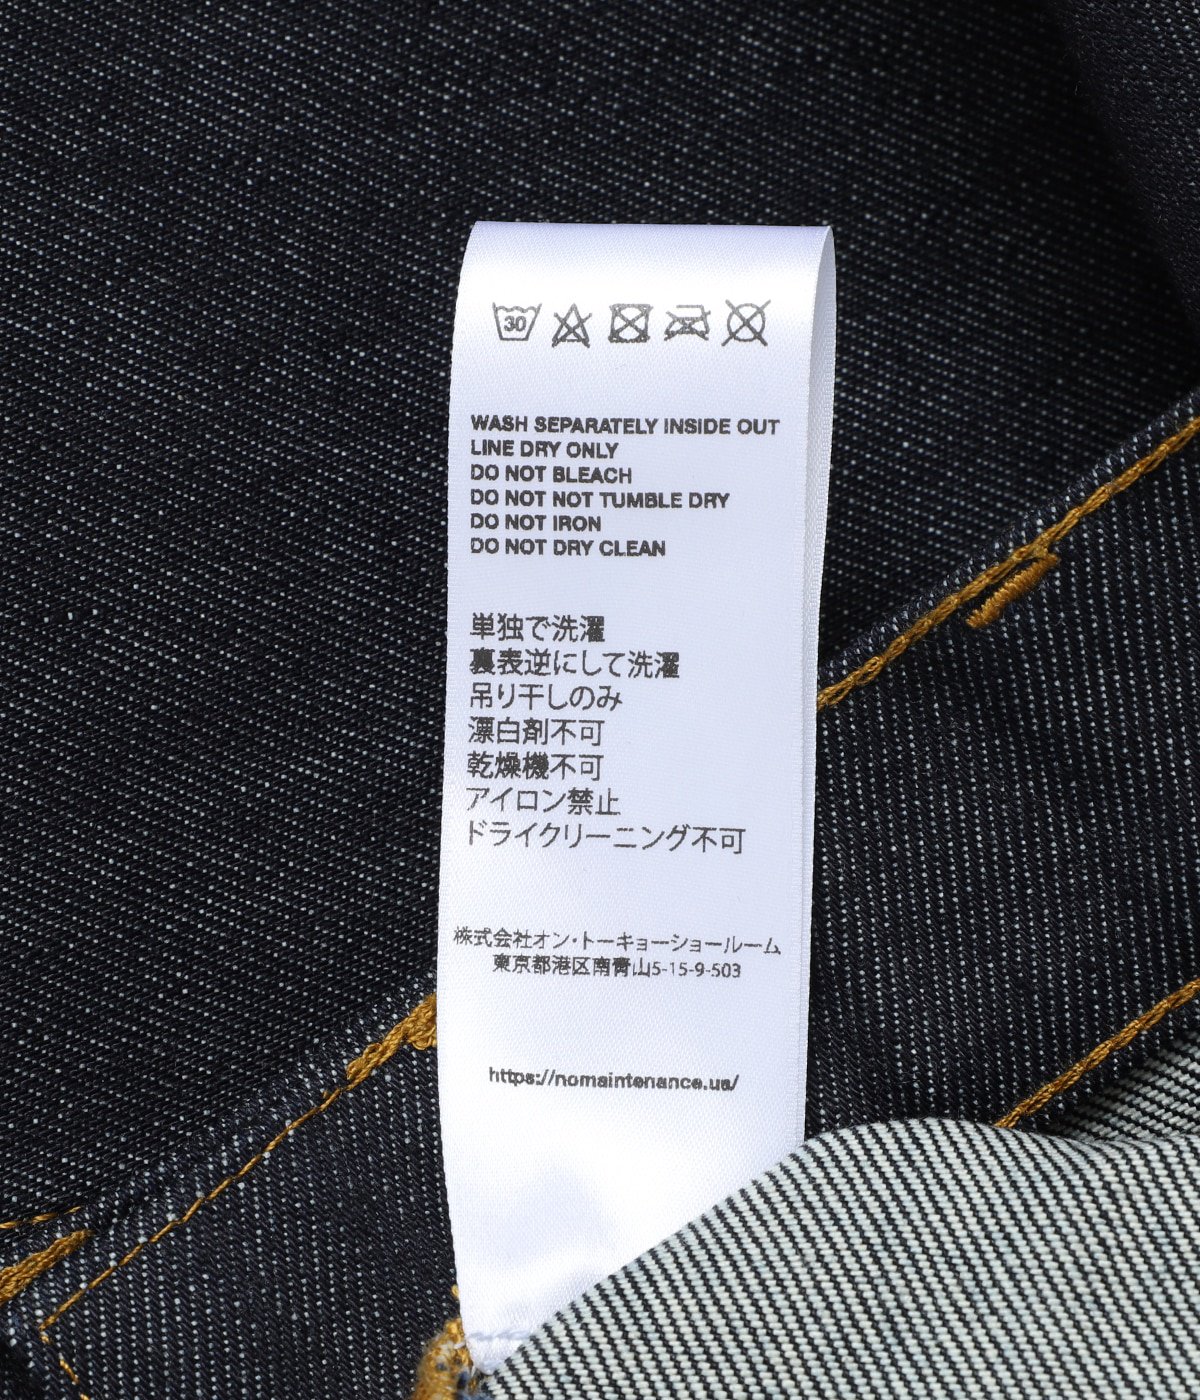 30
WASH SEPARATELY INSIDE OUT
LINE DRY ONLY
DO NOT BLEACH
DO NOT NOT TUMBLE DRY
DO NOT IRON
DO NOT DRY CLEAN
単独で洗濯
裏表逆にして洗濯
吊り干しのみ
漂白剤不可
乾燥機不可
アイロン禁止
ドライクリーニング不可
株式会社オン・トーキョーショールーム
東京都港区南青山5-15-9-503
https://nomaintenance.us/